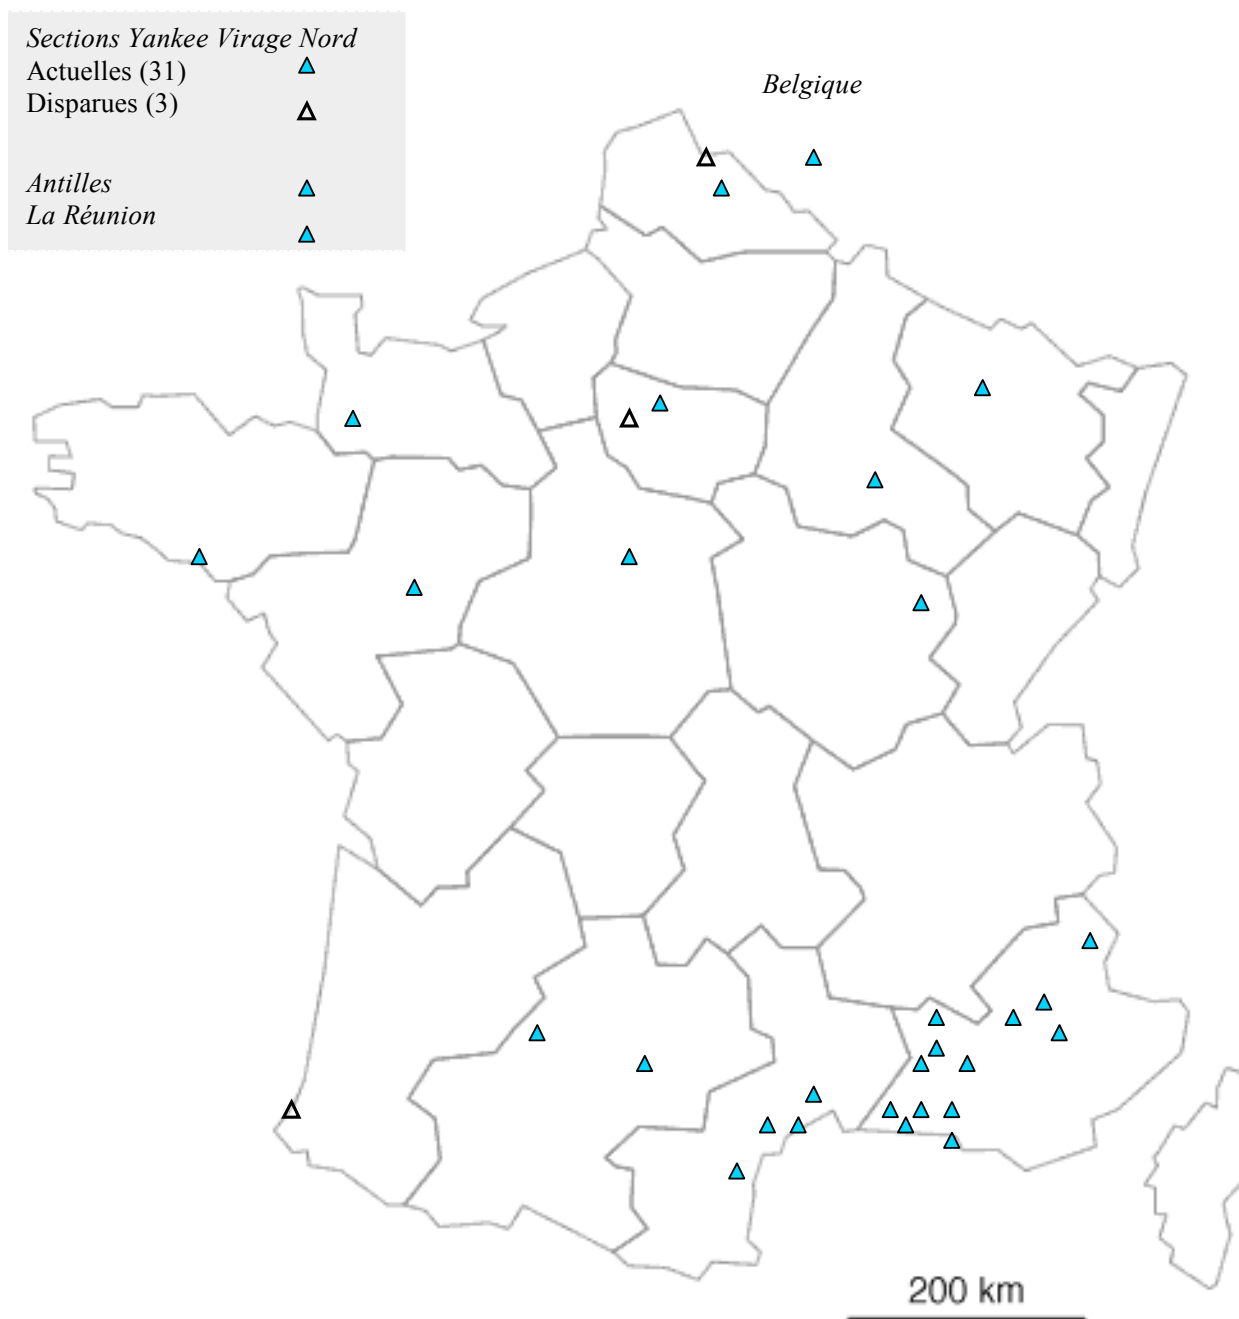 Sections Yankee Virage Nord
Actuelles (31)
Disparues (3)
Antilles
La Réunion
Belgique
200 km